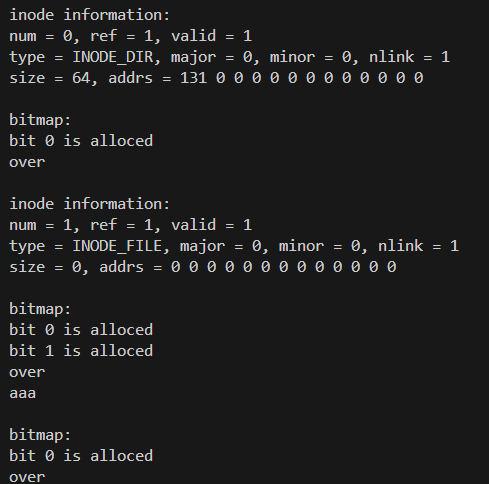 inode information:
num = 0, ref = 1, valid = 1
type = INODE_DIR, major = 0, minor = 0, nlink = 1
size = 64, addrs = 131 0 0 0 0 0 0 0 0 0 0 0 0
bitmap:
bit 0 is alloced
over
inode information:
num = 1, ref = 1, valid = 1
type = INODE_FILE, major = 0, minor = 0, nlink = 1
size = 0, addrs = 0 0 0 0 0 0 0 0 0 0 0 0 0
bitmap:
bit 0 is alloced
bit 1 is alloced
over
aaa
bitmap:
bit 0 is alloced
over